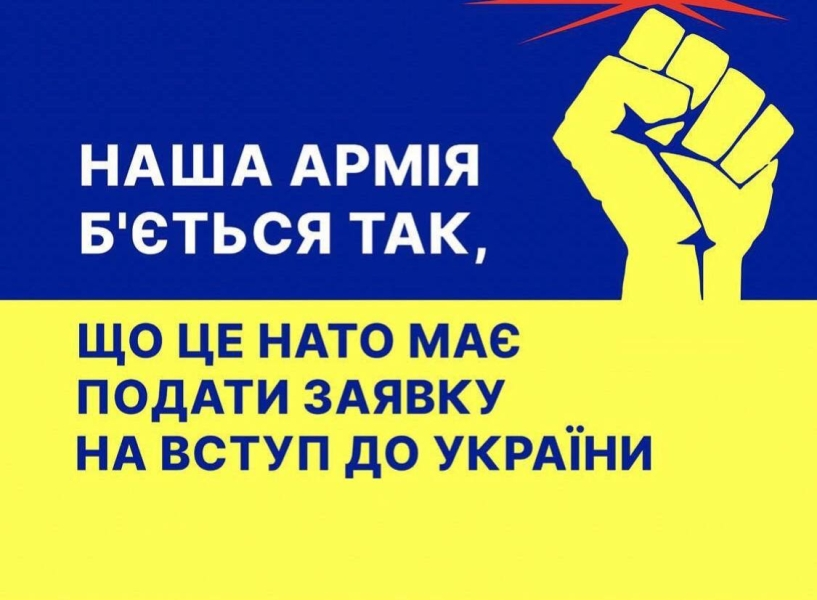 НАША АРМІЯ
Б'ЄТЬСЯ ТАК,
ЩО ЦЕ НАТО МАЄ
ПОДАТИ ЗАЯВКУ
НА ВСТУП ДО УКРАЇНИ